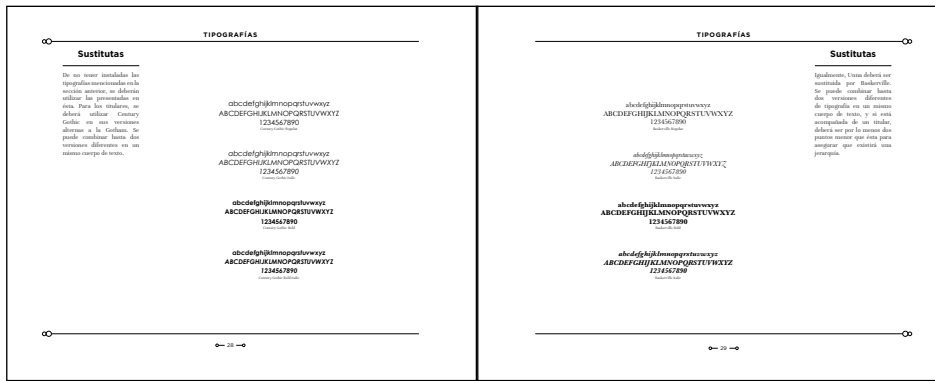 TIPOGRAFÍAS
Sustitutas
De no tener instaladas las
tipografías mencionadas en la
sección anterior, se deberán
utilizar las presentadas en
ésta. Para los titulares, se
deberá utilizar Century
Gothic en sus versiones
alternas a la Gotham. Se
puede combinar hasta dos
versiones diferentes en un
mismo cuerpo de texto.
abcdefghijklmnopqrstuvwxyz
ABCDEFGHIJKLMNOPQRSTUVWXYZ
1234567890
Century Gothic Regular
abcdefghijklmnopqrstuvwxyz
ABCDEFGHIJKLMNOPQRSTUVWXYZ
1234567890
Century Gothic Italic
abcdefghijklmnopqrstuvwxyz
ABCDEFGHIJKLMNOPQRSTUVWXYZ
1234567890
Century Gothic Bold
abcdefghijklmnopqrstuvwxyz
ABCDEFGHIJKLMNOPQRSTUVWXYZ
1234567890
Century Gothic Bold Italic
28
TIPOGRAFÍAS
Sustitutas
Igualmente, Unna deberá ser
sustituida por Baskerville.
Se puede combinar hasta
dos versiones diferentes
de tipografía en un mismo
cuerpo de texto, y si está
acompañada de un titular,
deberá ser por lo menos dos
puntos menor que ésta para
asegurar que existirá una
jerarquía.
abcdefghijklmnopqrstuvwxyz
ABCDEFGHIJKLMNOPQRSTUVWXYZ
1234567890
Baskerville Regular
abcdefghijklmnopqrstuvwxyz
ABCDEFGHIJKLMNOPQRSTUVWXYZ
1234567890
Baskerville Italic
abcdefghijklmnopqrstuvwxyz
ABCDEFGHIJKLMNOPQRSTUVWXYZ
1234567890
Baskerville Bold
abcdefghijklmnopqrstuvwxyz
ABCDEFGHIJKLMNOPQRSTUVWXYZ
1234567890
Baskerville Italic
29